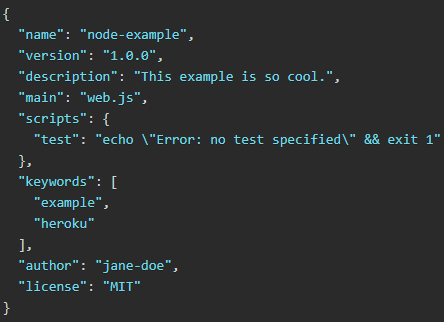 {
  "name": "node-example",
  "version": "1.0.0",
  "description": "This example is so cool.",
  "main": "web.js",
  "scripts": {
    "test": "echo \"Error: no test specified\" && exit 1"
  },
  "keywords": [
    "example",
    "heroku"
  ],
  "author": "jane-doe",
  "license": "MIT"
}